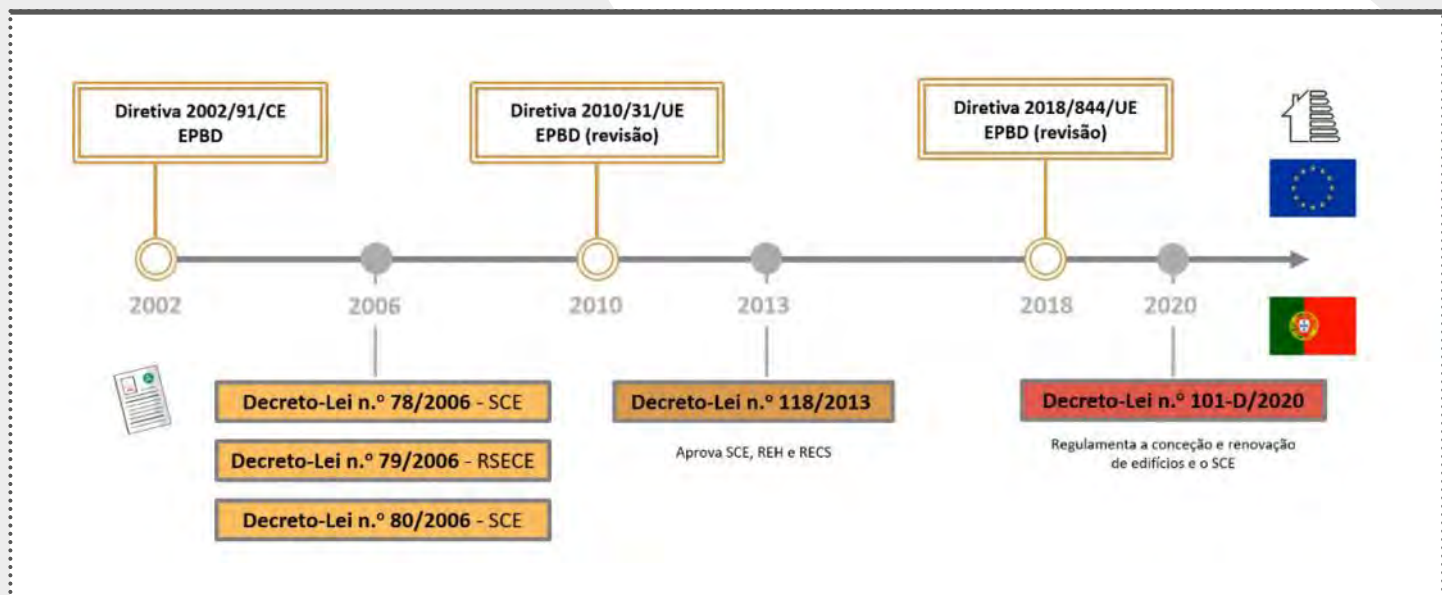 Diretiva 2002/91/CE
EPBD
Diretiva 2010/31/UE
EPBD (revisão)
Diretiva 2018/844/UE
EPBD (revisão)
2002
2006
2010
2013
2018
2020
Decreto-Lei n.º 78/2006 - SCE
Decreto-Lei n.º 79/2006 - RSECE
Decreto-Lei n.º 80/2006 - SCE
Decreto-Lei n.º 118/2013
Aprova SCE, REH e RECS
Decreto-Lei n.º 101-D/2020
Regulamenta a conceção e renovação
de edifícios e o SCE